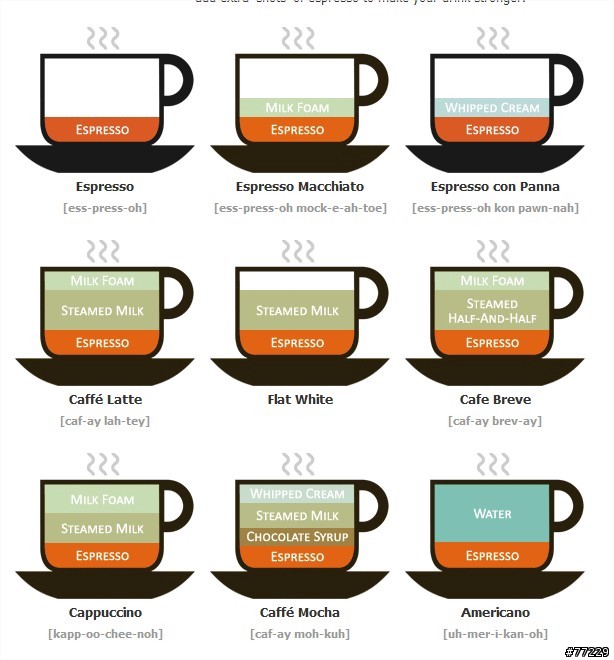 add extra 'shots' of espresso to make your drink stronger.
Espresso
Espresso
[ess-press-oh]
Milk Foam
Espresso
Espresso Macchiato
[ess-press-oh mock-e-ah-toe]
Whipped Cream
Espresso
Espresso con Panna
[ess-press-oh kon pawn-nah]
Milk Foam
Steamed Milk
Espresso
Caffé Latte
[caf-ay lah-tey]
Steamed Milk
Espresso
Flat White
Milk Foam
Steamed
Half-And-Half
Espresso
Cafe Breve
[caf-ay brev-ay]
Milk Foam
Steamed Milk
Espresso
Cappuccino
[kapp-oo-chee-noh]
Whipped Cream
Steamed Milk
Chocolate Syrup
Espresso
Caffé Mocha
[caf-ay moh-kuh]
Water
Espresso
Americano
[uh-mer-i-kan-oh]
#77229